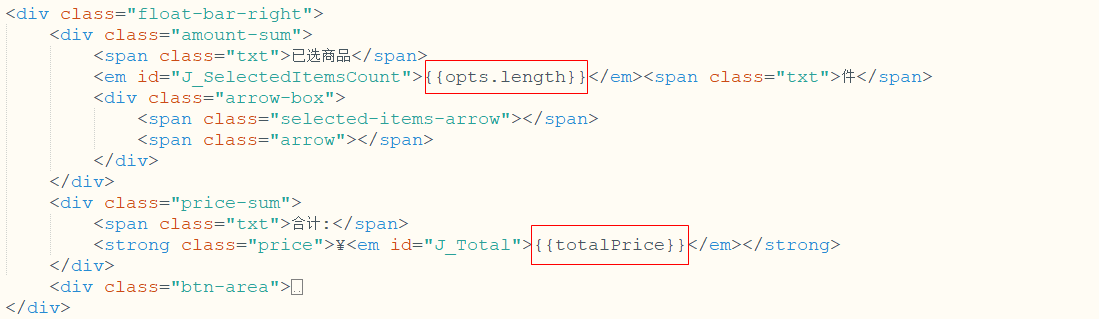 <div class="float-bar-right">
<div class="amount-sum">
<span class="txt">已选商品</span>
<em id="J_SelectedItemsCount">{{opts.length}}</em><span class="txt">件</span>
<div class="arrow-box">
<span class="selected-items-arrow"></span>
<span class="arrow"></span>
</div>
</div>
<div class="price-sum">
<span class="txt">合计:</span>
<strong class="price">¥<em id="J_Total">{{totalPrice}}</em></strong>
</div>
<div class="btn-area">…
</div>